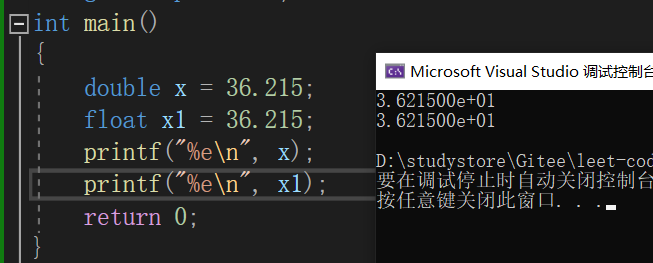 int main()
{
double x = 36.215;
float x1 = 36.215;
printf("%e\n", x);
printf("%e\n", x1);
return 0;
}
Microsoft Visual Studio 调试控制台
3.621500e+01
3.621500e+01
D:\studystore\Gitee\leet-cod
要在调试停止时自动关闭控制台
按任意键关闭此窗口. . .